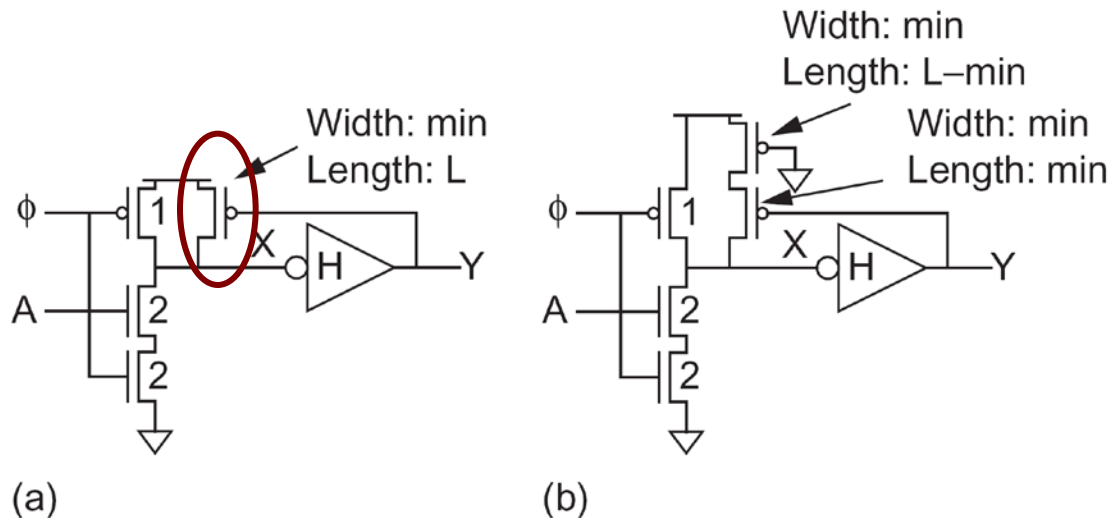 Width: min
Length: L–min
Width: min
Length: L
Width: min
Length: min
ϕ
1
X
H
Y
A
2
2
ϕ
1
X
H
Y
A
2
2
(a)
(b)